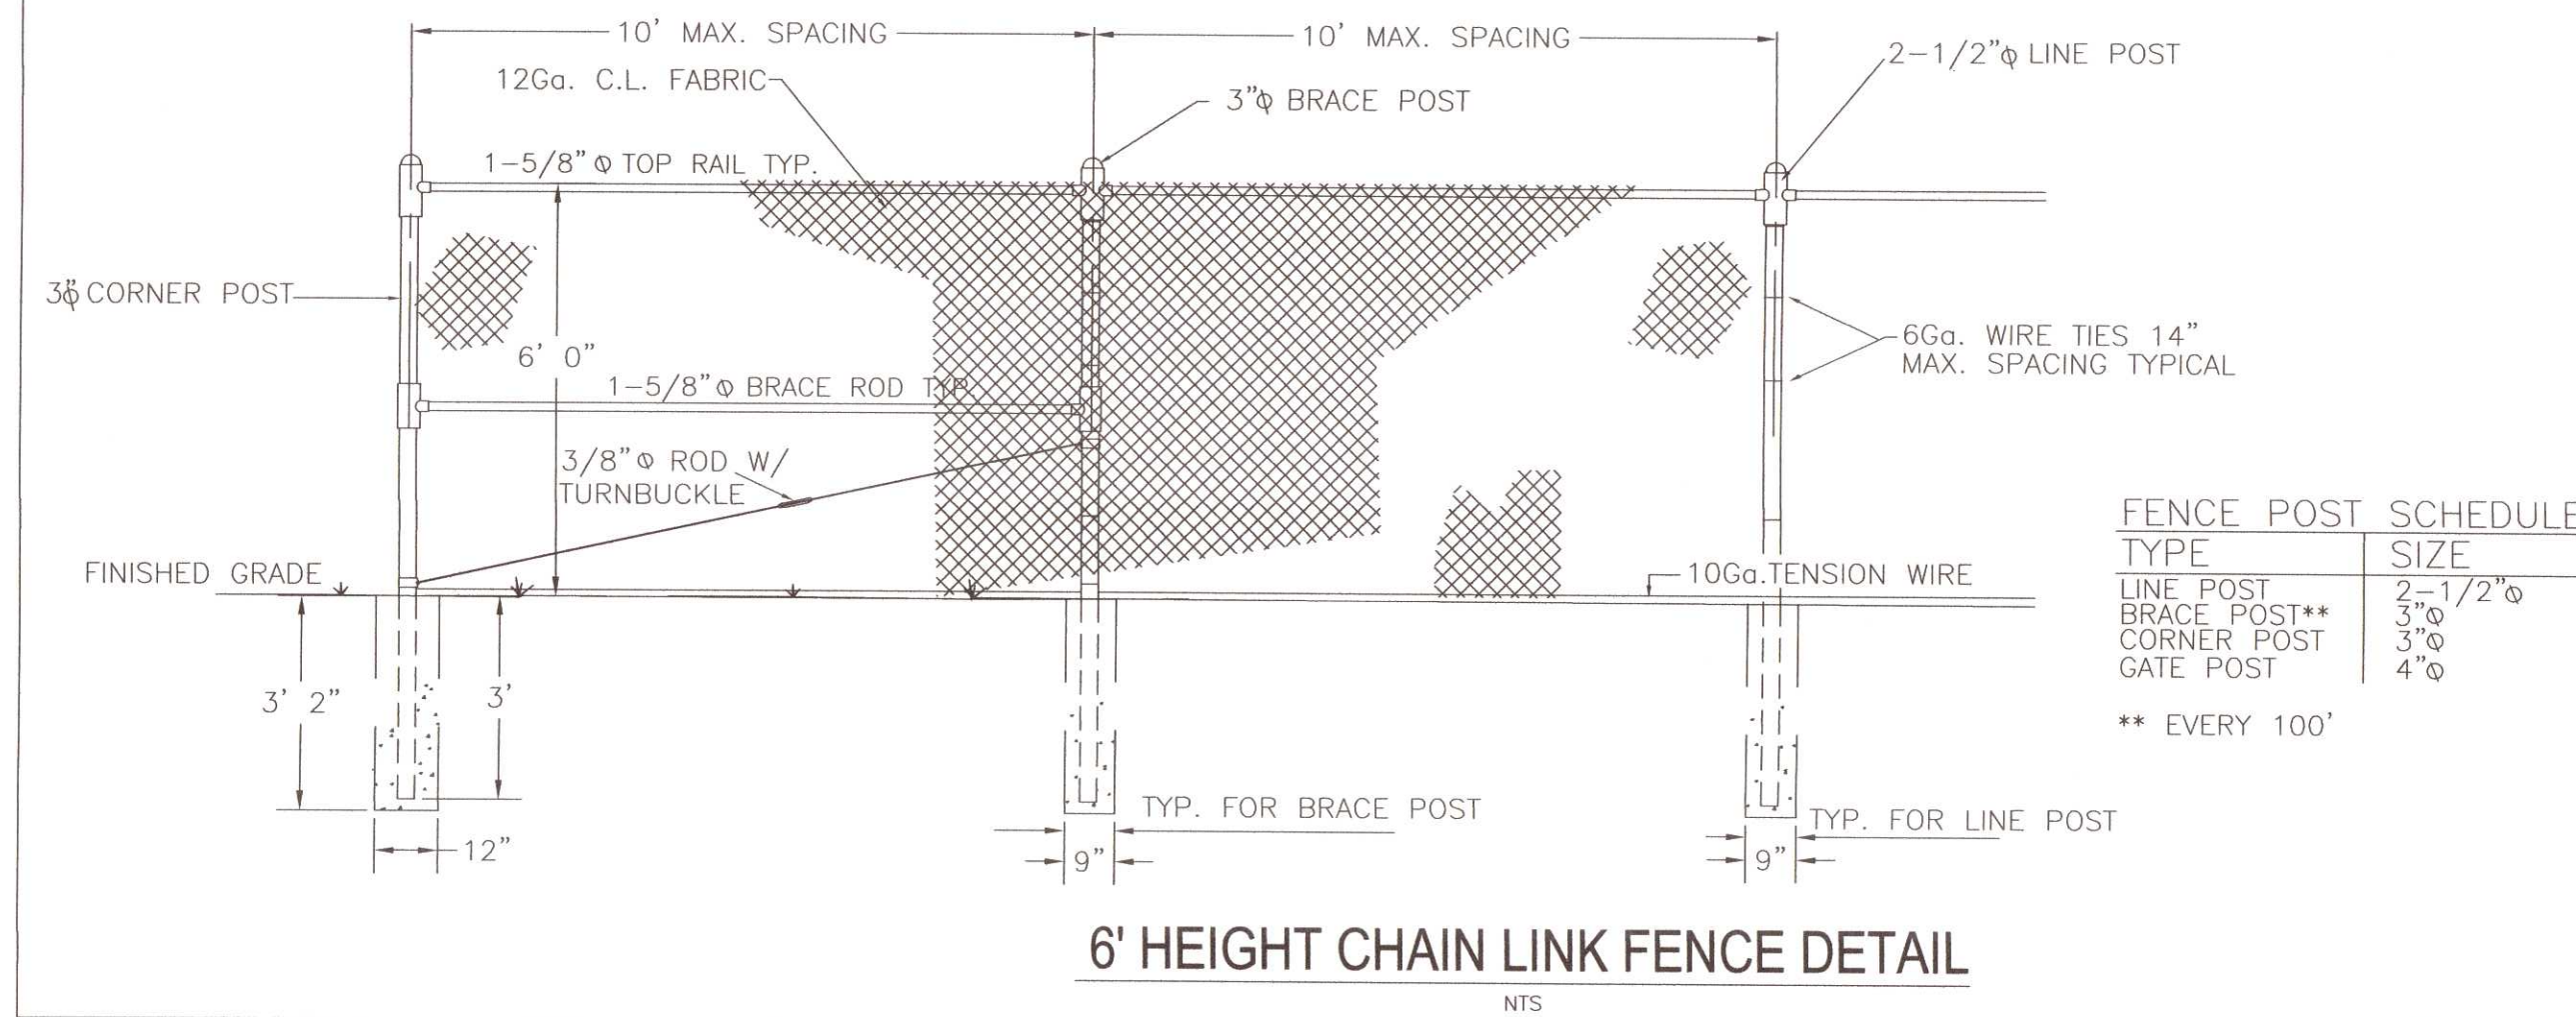 10' MAX. SPACING
10' MAX. SPACING
2-1/2"φ LINE POST
12Ga. C.L. FABRIC
3"φ BRACE POST
1-5/8"φ TOP RAIL TYP.
3"φ CORNER POST
6' 0"
6Ga. WIRE TIES 14"
MAX. SPACING TYPICAL
1-5/8"φ BRACE ROD TYP.
3/8"φ ROD W/
TURNBUCKLE
FINISHED GRADE
10Ga. TENSION WIRE
FENCE POST SCHEDULE
TYPE SIZE
LINE POST 2-1/2"φ
BRACE POST** 3"φ
CORNER POST 3"φ
GATE POST 4"φ
** EVERY 100'
3' 2"
3'
TYP. FOR BRACE POST
TYP. FOR LINE POST
12"
9"
9"
6' HEIGHT CHAIN LINK FENCE DETAIL
NTS